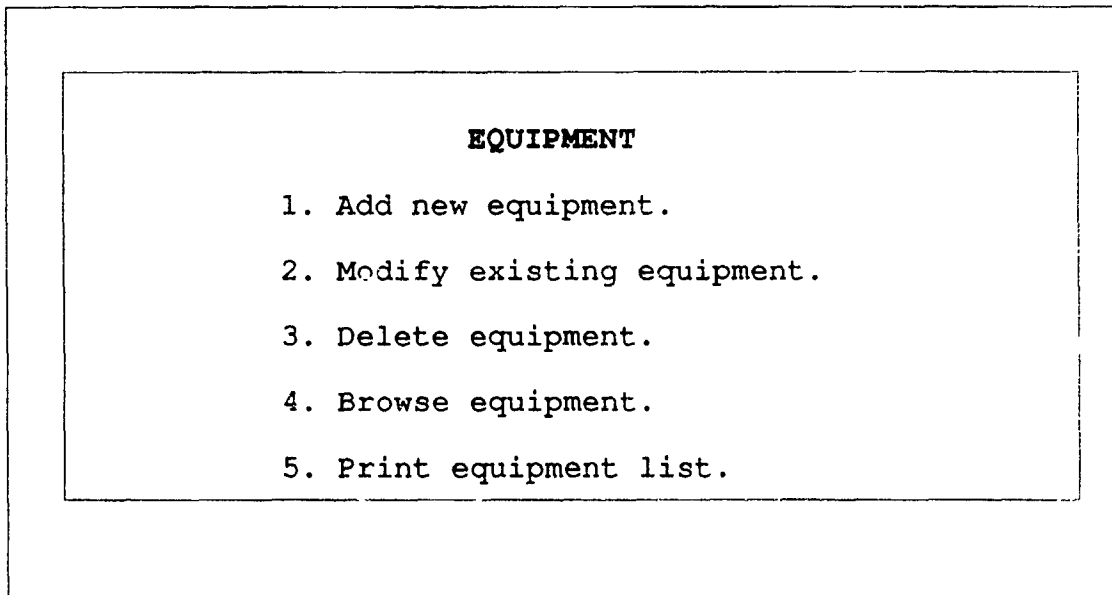 EQUIPMENT
1. Add new equipment.
2. Modify existing equipment.
3. Delete equipment.
4. Browse equipment.
5. Print equipment list.